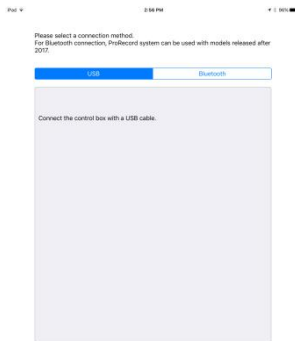 iPad
2:56 PM
96%
Please select a connection method.
For Bluetooth connection, ProRecord system can be used with models released after
2017.
USB
Bluetooth
Connect the control box with a USB cable.